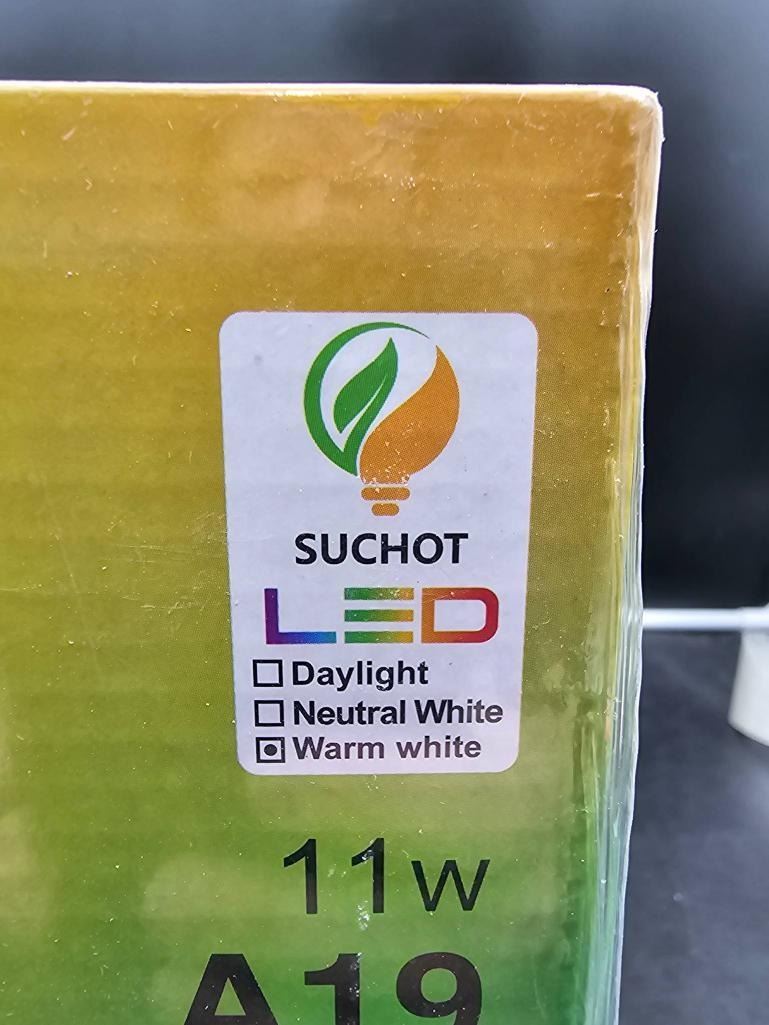 SUCHOT
LED
Daylight
Neutral White
Warm white
11w
A19